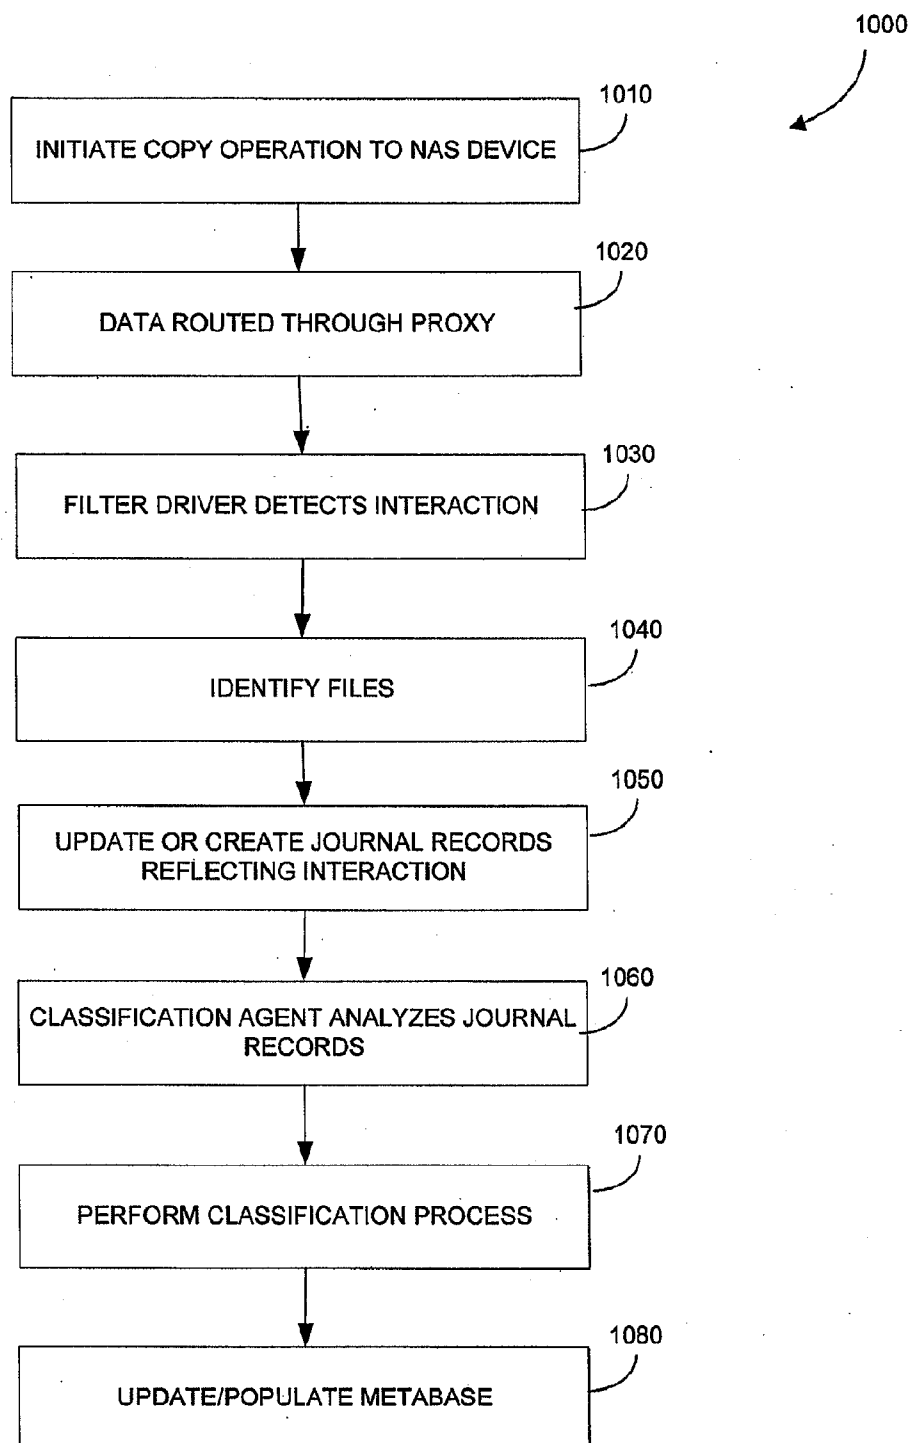 1000
1010
INITIATE COPY OPERATION TO NAS DEVICE
1020
DATA ROUTED THROUGH PROXY
1030
FILTER DRIVER DETECTS INTERACTION
1040
IDENTIFY FILES
1050
UPDATE OR CREATE JOURNAL RECORDS
REFLECTING INTERACTION
1060
CLASSIFICATION AGENT ANALYZES JOURNAL
RECORDS
1070
PERFORM CLASSIFICATION PROCESS
1080
UPDATE/POPULATE METABASE